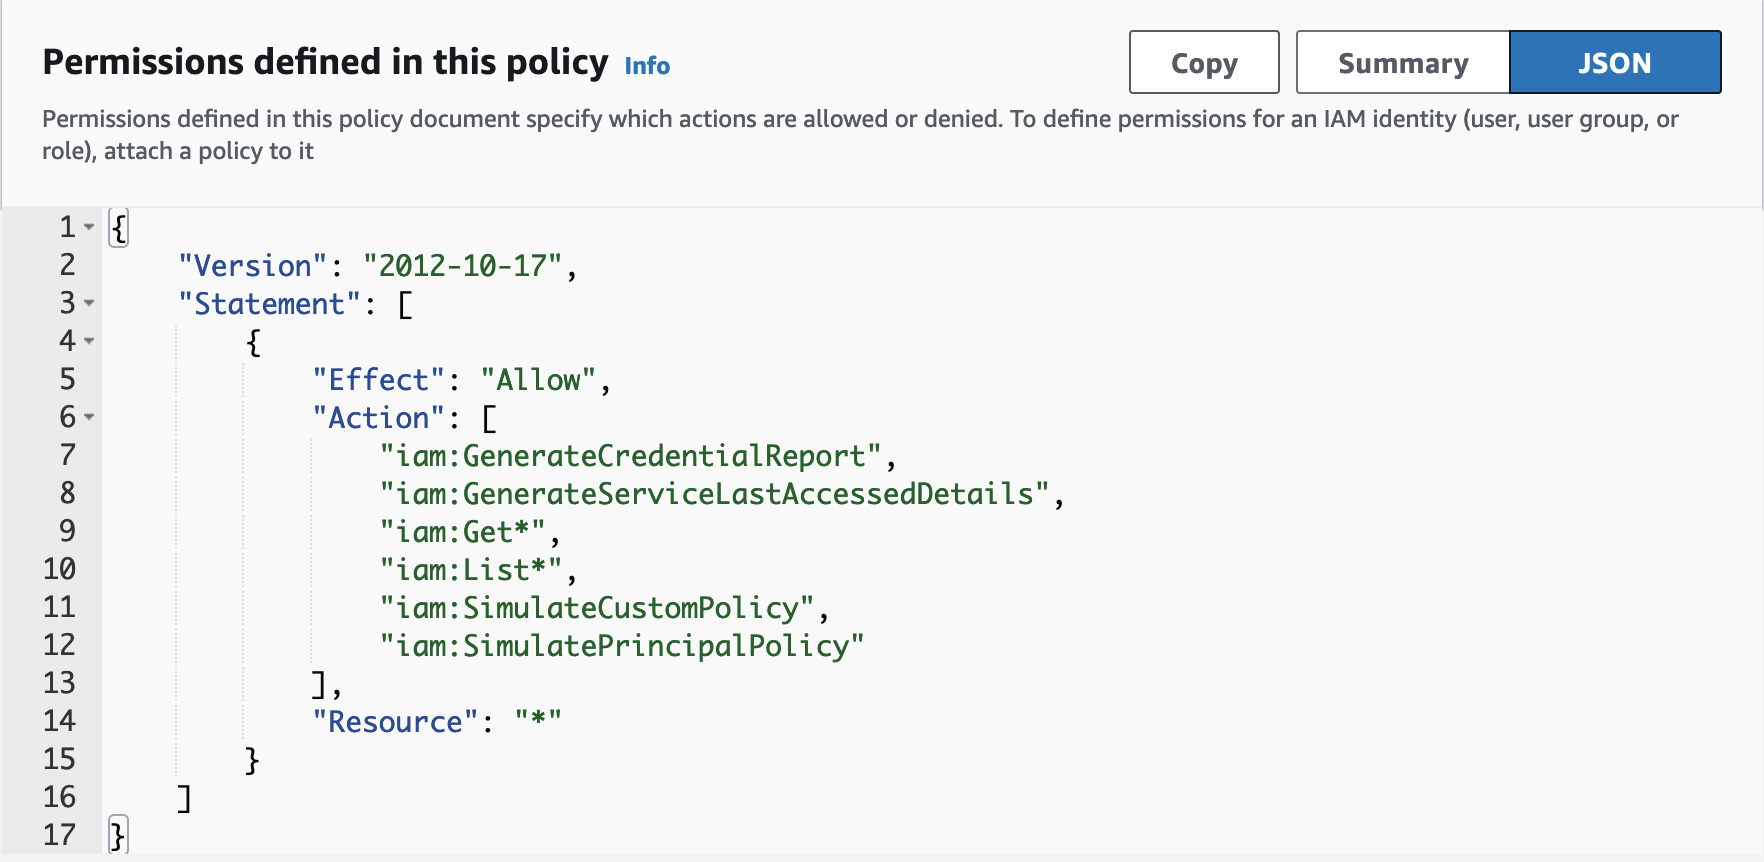 Permissions defined in this policy Info
Copy
Summary
JSON
Permissions defined in this policy document specify which actions are allowed or denied. To define permissions for an IAM identity (user, user group, or
role), attach a policy to it
1 {
2     "Version": "2012-10-17",
3     "Statement": [
4         {
5             "Effect": "Allow",
6             "Action": [
7                 "iam:GenerateCredentialReport",
8                 "iam:GenerateServiceLastAccessedDetails",
9                 "iam:Get*",
10                 "iam:List*",
11                 "iam:SimulateCustomPolicy",
12                 "iam:SimulatePrincipalPolicy"
13             ],
14             "Resource": "*"
15         }
16     ]
17 }